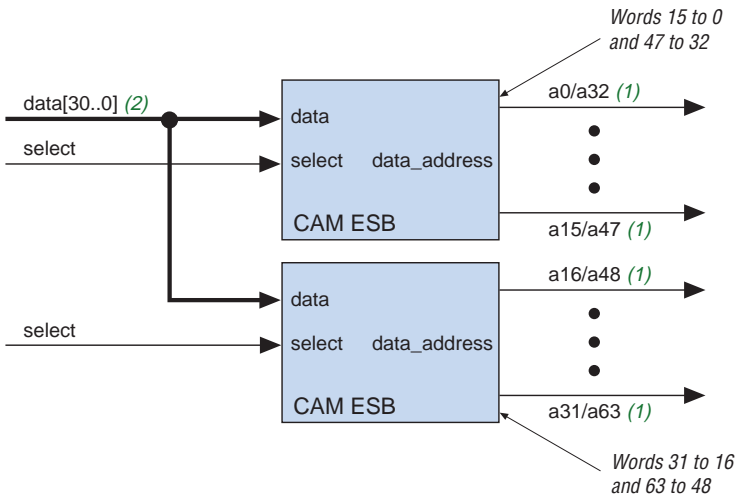 Words 15 to 0
and 47 to 32
data[30..0] (2)
a0/a32 (1)
data
select
select data_address
CAM ESB
a15/a47 (1)
a16/a48 (1)
data
select
select data_address
CAM ESB
a31/a63 (1)
Words 31 to 16
and 63 to 48